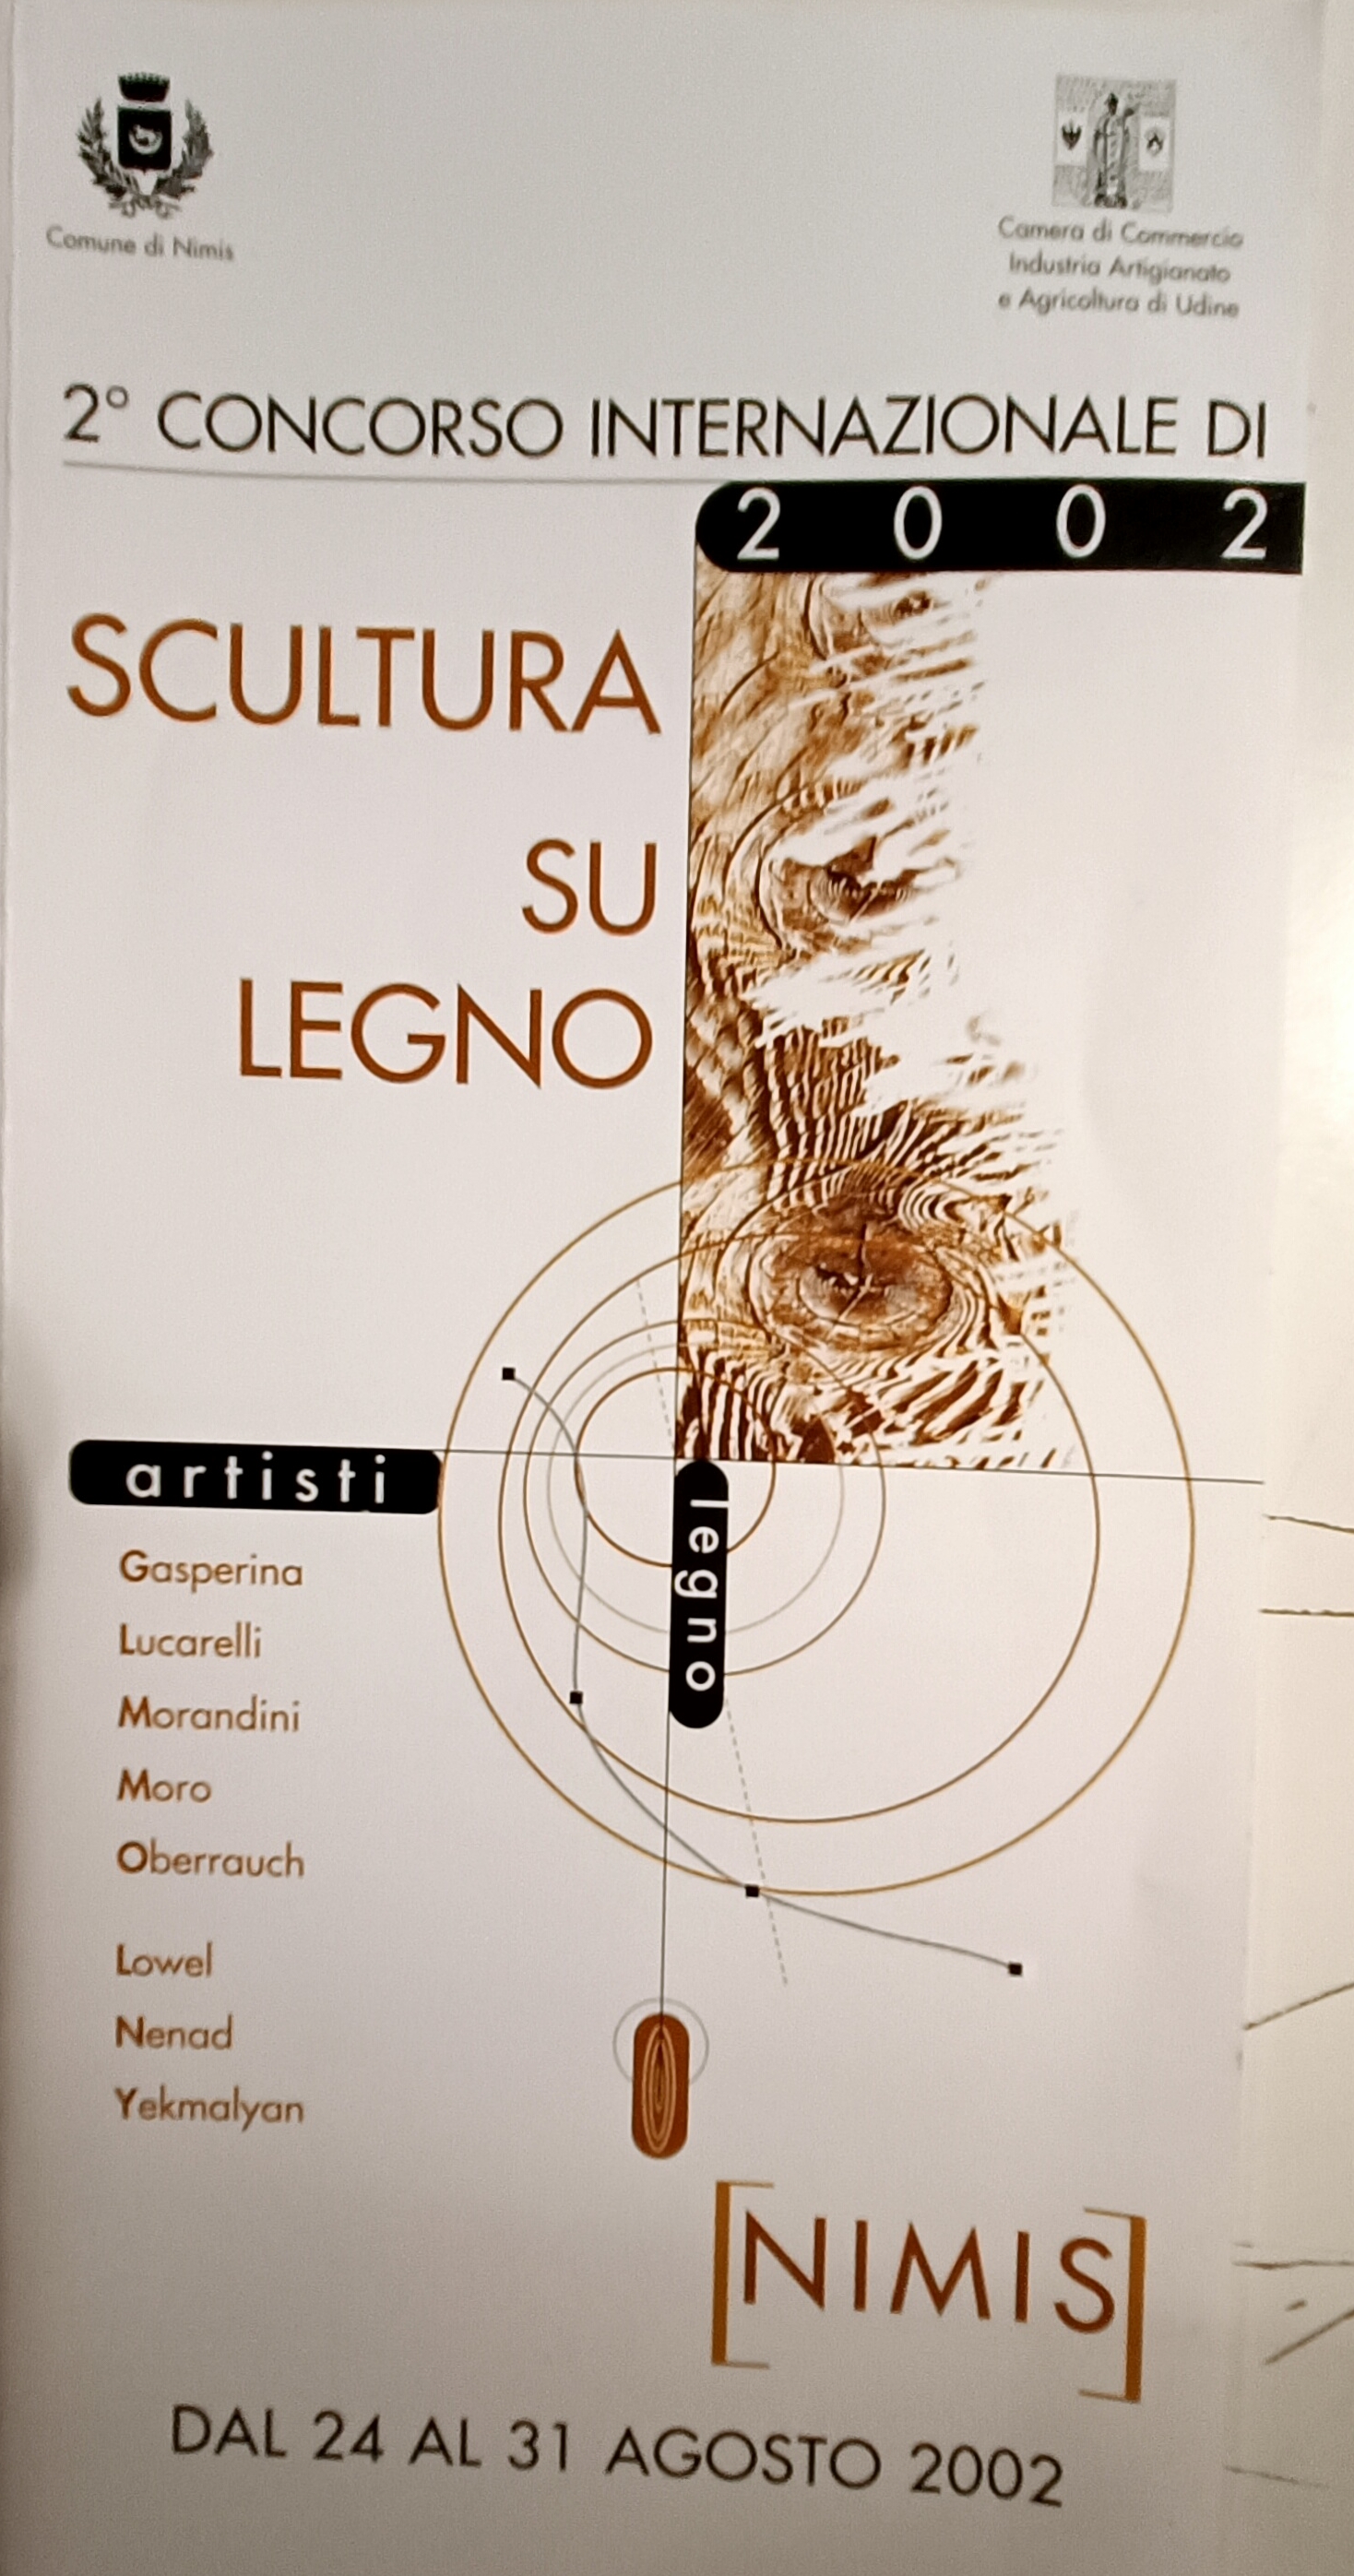 Comune di Nimis
Camera di Commercio
Industria Artigianato
e Agricoltura di Udine
2° CONCORSO INTERNAZIONALE DI
2002
SCULTURA
SU
LEGNO
artisti
legno
Gasperina
Lucarelli
Morandini
Moro
Oberrauch
Lowel
Nenad
Yekmalyan
[NIMIS]
DAL 24 AL 31 AGOSTO 2002